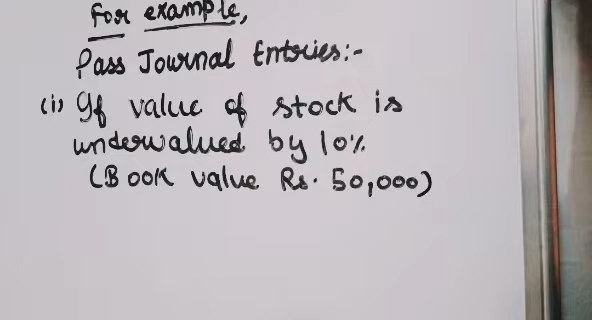 For example,
Pass Journal Entries:-
(i) If value of stock is
undervalued by 10%
(Book value Rs. 50,000)